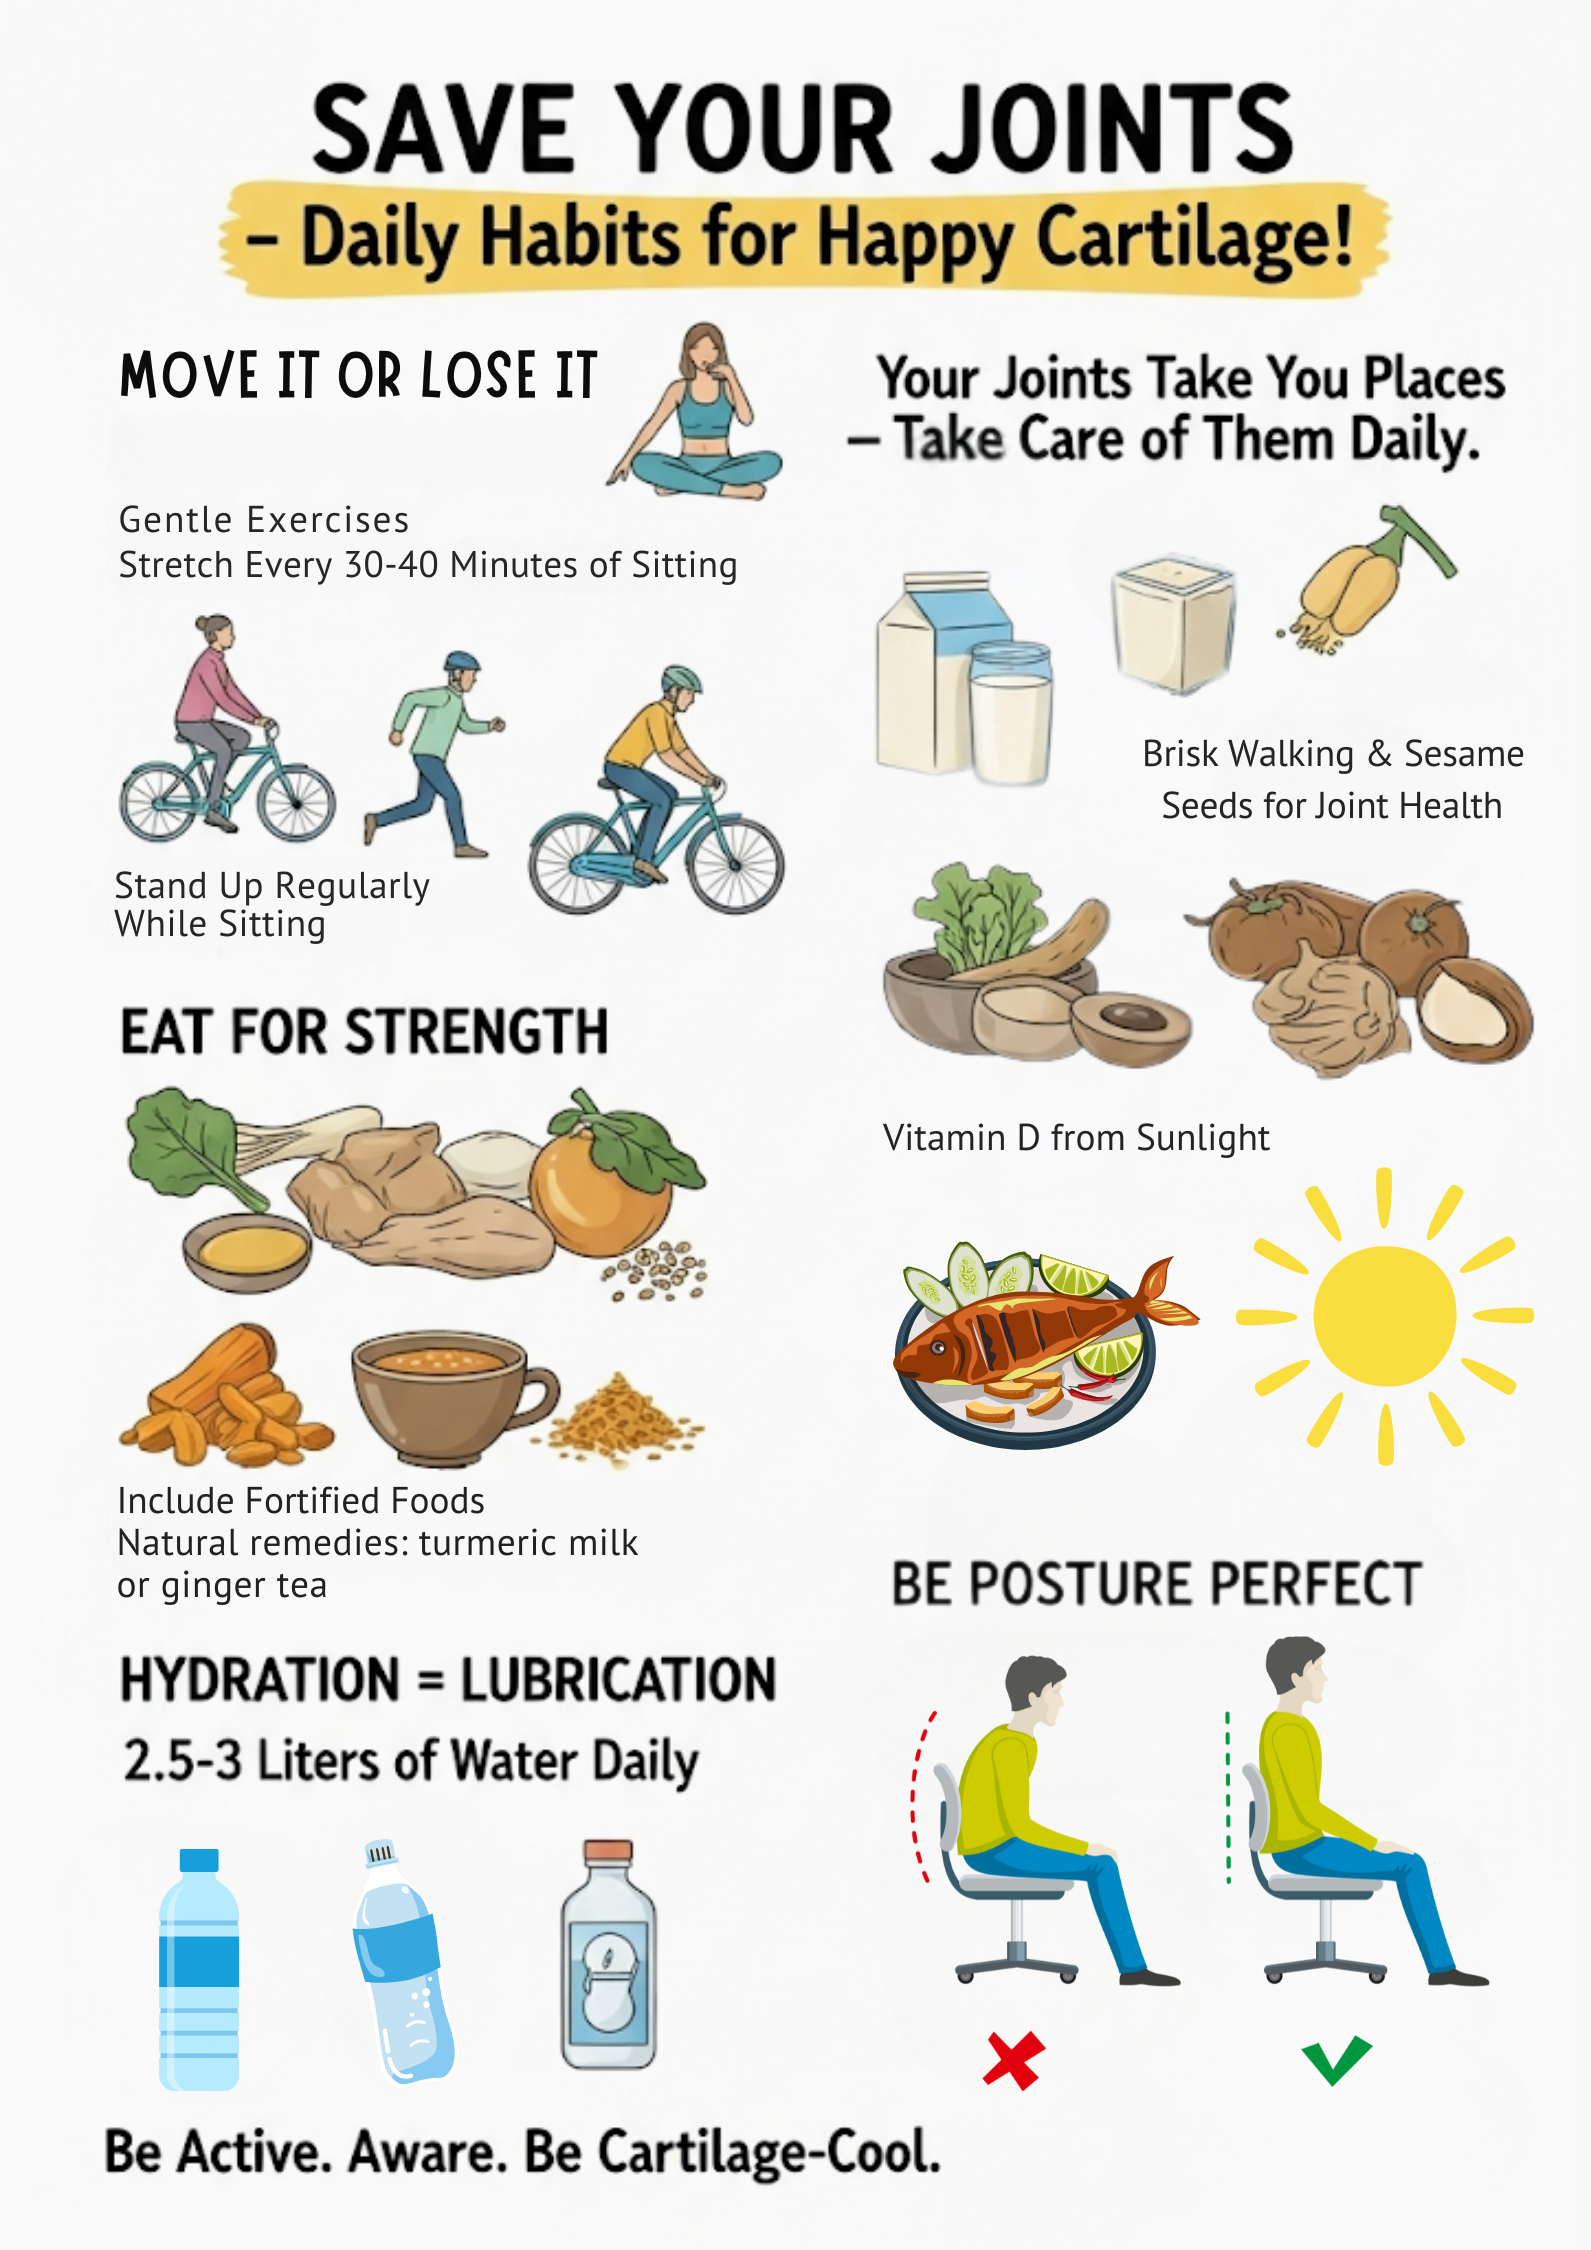 SAVE YOUR JOINTS
– Daily Habits for Happy Cartilage!
MOVE IT OR LOSE IT
Gentle Exercises
Stretch Every 30-40 Minutes of Sitting
Stand Up Regularly
While Sitting
EAT FOR STRENGTH
Include Fortified Foods
Natural remedies: turmeric milk
or ginger tea
HYDRATION = LUBRICATION
2.5-3 Liters of Water Daily
Your Joints Take You Places
– Take Care of Them Daily.
Brisk Walking & Sesame
Seeds for Joint Health
Vitamin D from Sunlight
BE POSTURE PERFECT
Be Active. Aware. Be Cartilage-Cool.